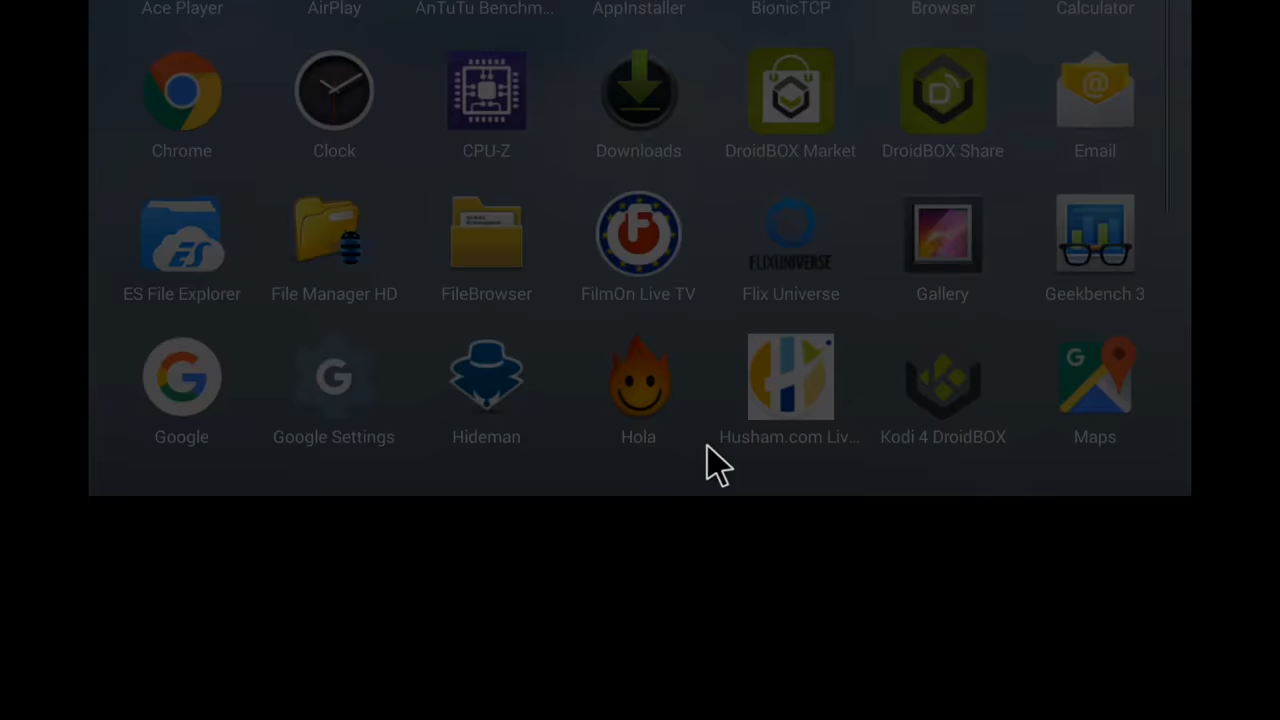 Ace Player AirPlay AnTuTu Benchm... AppInstaller BionicTCP Browser Calculator
Chrome Clock CPU-Z Downloads DroidBOX Market DroidBOX Share Email
ES File Explorer File Manager HD FileBrowser FilmOn Live TV Flix Universe Gallery Geekbench 3
Google Google Settings Hideman Hola Husham.com Liv... Kodi 4 DroidBOX Maps
@
D
ES
F
FLIXUNIVERSE
G
G
H
G